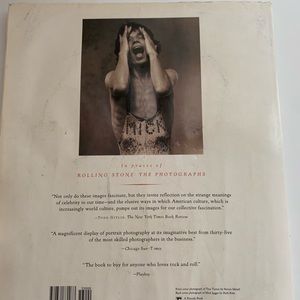 MICK
In praise of
ROLLING STONE: THE PHOTOGRAPHS
"Not only do these images fascinate, but they invite reflection on the strange meanings
of celebrity in our time—and the elusive ways in which American culture, which is
increasingly world culture, pumps out its images for our collective fascination."
—TODD GITLIN, The New York Times Book Review
"A magnificent display of portrait photography at its imaginative best from thirty-five
of the most skilled photographers in the business."
—Chicago Sun-Times
"The book to buy for anyone who loves rock and roll."
—Playboy